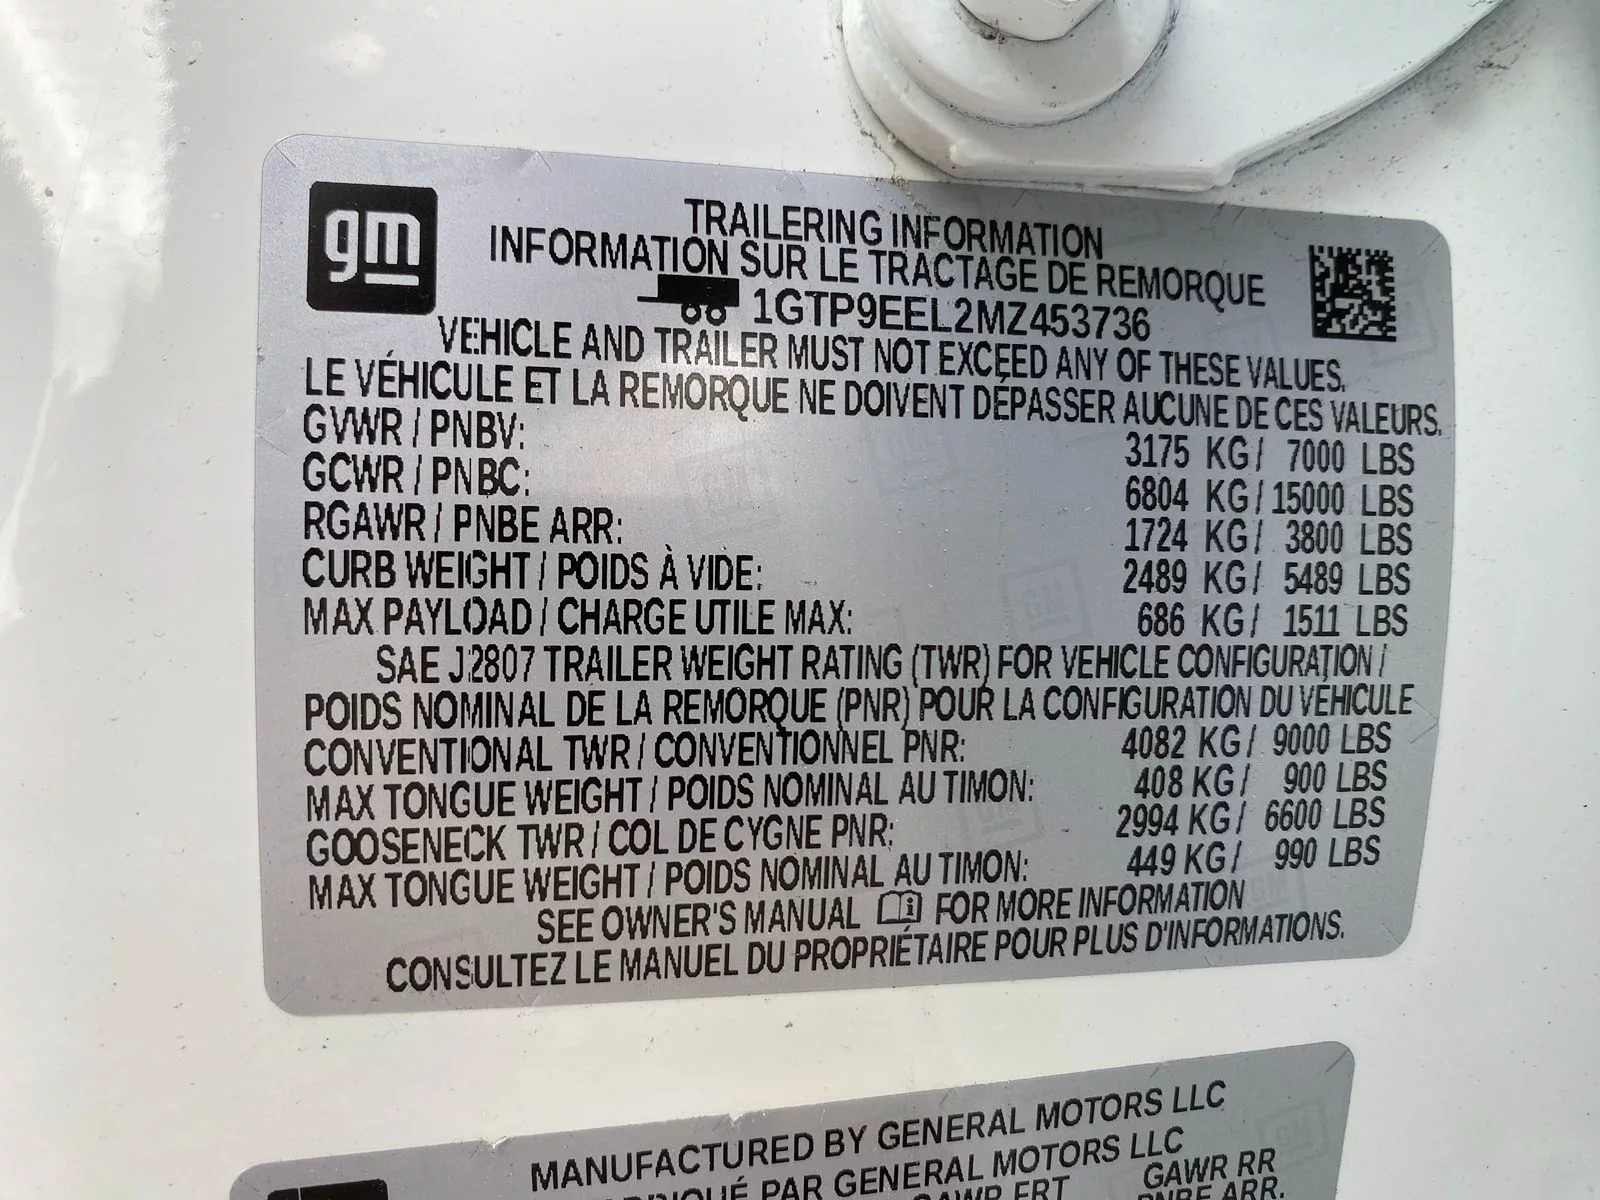 gm
TRAILERING INFORMATION
INFORMATION SUR LE TRACTAGE DE REMORQUE
1GTP9EEL2MZ453736
VEHICLE AND TRAILER MUST NOT EXCEED ANY OF THESE VALUES.
LE VÉHICULE ET LA REMORQUE NE DOIVENT DÉPASSER AUCUNE DE CES VALEURS.
GVWR / PNBV: 3175 KG / 7000 LBS
GCWR / PNBC: 6804 KG / 15000 LBS
RGAWR / PNBE ARR: 1724 KG / 3800 LBS
CURB WEIGHT / POIDS À VIDE: 2489 KG / 5489 LBS
MAX PAYLOAD / CHARGE UTILE MAX: 686 KG / 1511 LBS
SAE J2807 TRAILER WEIGHT RATING (TWR) FOR VEHICLE CONFIGURATION /
POIDS NOMINAL DE LA REMORQUE (PNR) POUR LA CONFIGURATION DU VÉHICULE
CONVENTIONAL TWR / CONVENTIONNEL PNR: 4082 KG / 9000 LBS
MAX TONGUE WEIGHT / POIDS NOMINAL AU TIMON: 408 KG / 900 LBS
GOOSENECK TWR / COL DE CYGNE PNR: 2994 KG / 6600 LBS
MAX TONGUE WEIGHT / POIDS NOMINAL AU TIMON: 449 KG / 990 LBS
SEE OWNER'S MANUAL FOR MORE INFORMATION
CONSULTEZ LE MANUEL DU PROPRIÉTAIRE POUR PLUS D'INFORMATIONS.
MANUFACTURED BY GENERAL MOTORS LLC
PAR GENERAL MOTORS LLC
GAWR FRT GAWR RR
PNBE ARR.